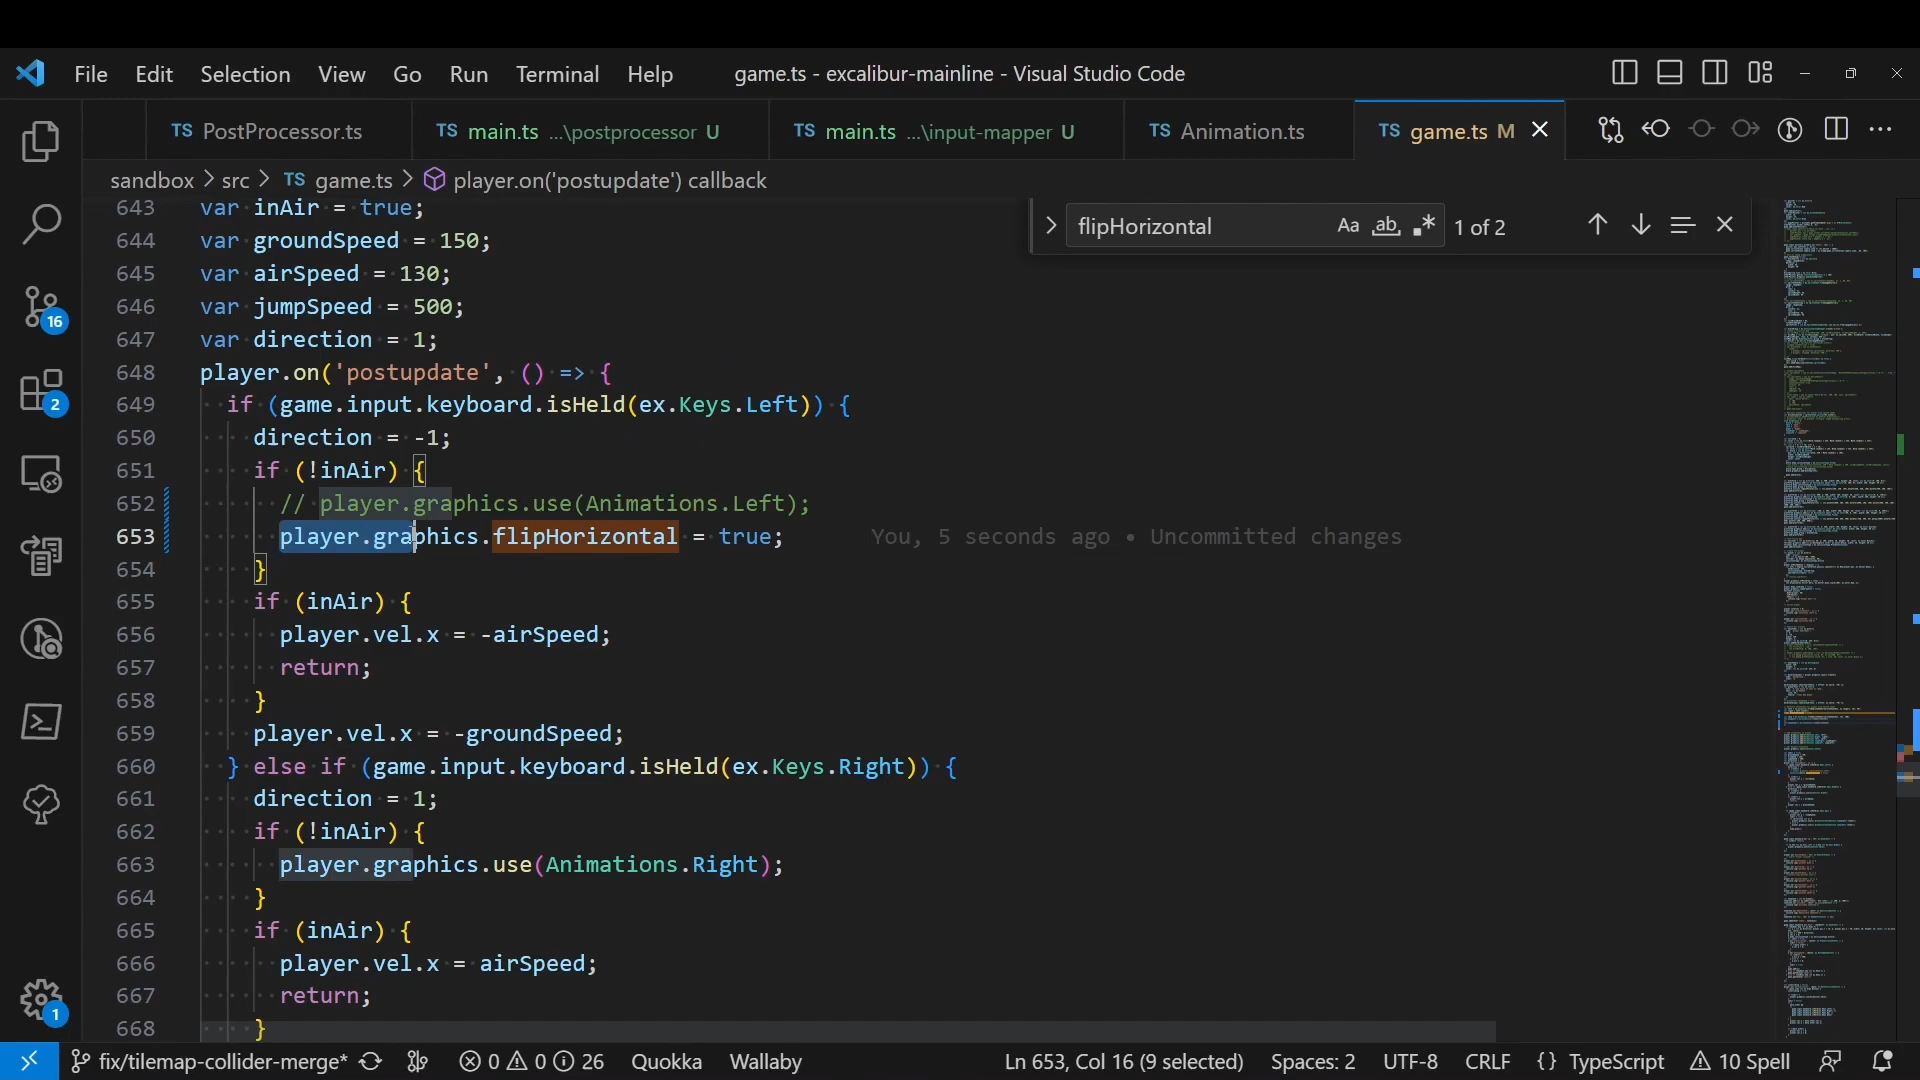 File Edit Selection View Go Run Terminal Help game.ts - excalibur-mainline - Visual Studio Code
TS PostProcessor.ts TS main.ts ...\postprocessor U TS main.ts ...\input-mapper U TS Animation.ts TS game.ts M
sandbox > src > TS game.ts > player.on('postupdate') callback
flipHorizontal Aa ab .* 1 of 2
643 var inAir = true;
644 var groundSpeed = 150;
645 var airSpeed = 130;
646 var jumpSpeed = 500;
647 var direction = 1;
648 player.on('postupdate', () => {
649 if (game.input.keyboard.isHeld(ex.Keys.Left)) {
650 direction = -1;
651 if (!inAir) {
652 // player.graphics.use(Animations.Left);
653 player.graphics.flipHorizontal = true; You, 5 seconds ago • Uncommitted changes
654 }
655 if (inAir) {
656 player.vel.x = -airSpeed;
657 return;
658 }
659 player.vel.x = -groundSpeed;
660 } else if (game.input.keyboard.isHeld(ex.Keys.Right)) {
661 direction = 1;
662 if (!inAir) {
663 player.graphics.use(Animations.Right);
664 }
665 if (inAir) {
666 player.vel.x = airSpeed;
667 return;
668 }
16
2
1
fix/tilemap-collider-merge* 0 0 26 Quokka Wallaby Ln 653, Col 16 (9 selected) Spaces: 2 UTF-8 CRLF {} TypeScript 10 Spell